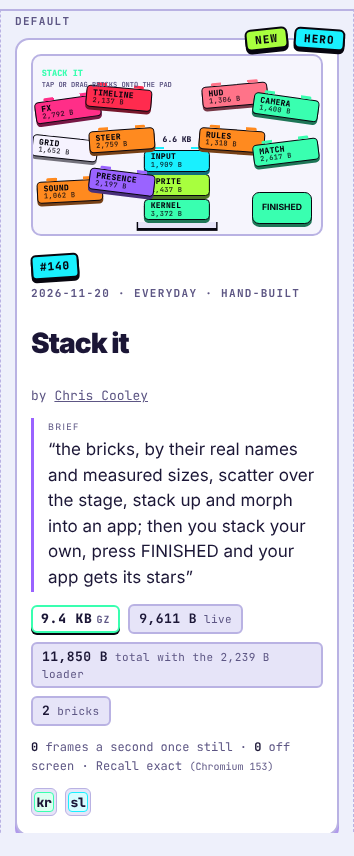 DEFAULT
NEW
HERO
STACK IT
TAP OR DRAG BRICKS ONTO THE PAD
FX
2,792 B
TIMELINE
2,137 B
HUD
1,306 B
CAMERA
1,400 B
GRID
1,652 B
STEER
2,759 B
6.6 KB
RULES
1,318 B
MATCH
2,617 B
INPUT
1,909 B
SOUND
1,062 B
PRESENCE
2,197 B
PRITE
,437 B
KERNEL
3,372 B
FINISHED
#140
2026-11-20 · EVERYDAY · HAND-BUILT
Stack it
by Chris Cooley
BRIEF
“the bricks, by their real names
and measured sizes, scatter over
the stage, stack up and morph
into an app; then you stack your
own, press FINISHED and your
app gets its stars”
9.4 KB GZ
9,611 B live
11,850 B total with the 2,239 B
loader
2 bricks
0 frames a second once still · 0 off
screen · Recall exact (Chromium 153)
kr
sl